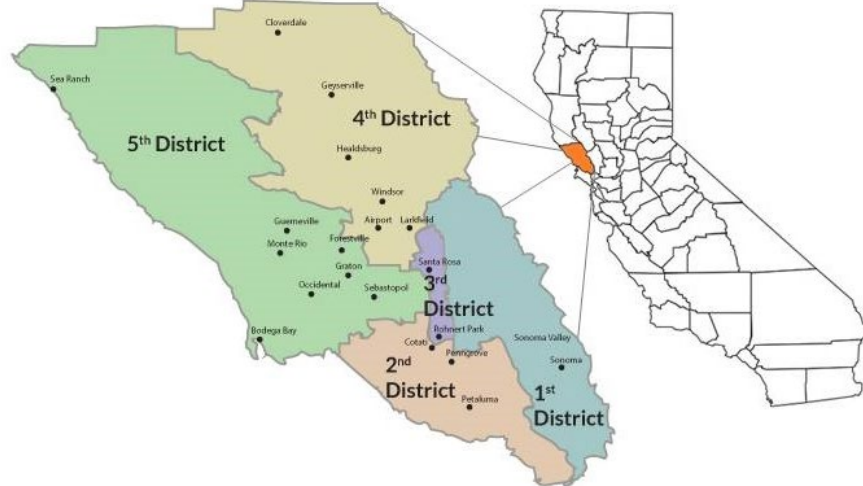 Cloverdale
Sea Ranch
Geyserville
4th District
5th District
Healdsburg
Windsor
Airport
Larkfield
Guerneville
Forestville
Monte Rio
Santa Rosa
Graton
3rd
District
Occidental
Sebastopol
Bodega Bay
Rohnert Park
Cotati
Sonoma Valley
Penngrove
Sonoma
2nd
District
1st
District
Petaluma